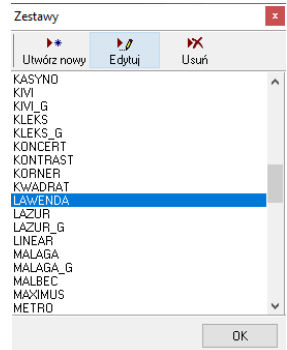 Zestawy
Utwórz nowy Edytuj Usuń
KASYNO
KIVI
KIVI_G
KLEKS
KLEKS_G
KONCERT
KONTRAST
KORNER
KWADRAT
LAWENDA
LAZUR
LAZUR_G
LINEAR
MALAGA
MALAGA_G
MALBEC
MAXIMUS
METRO
OK